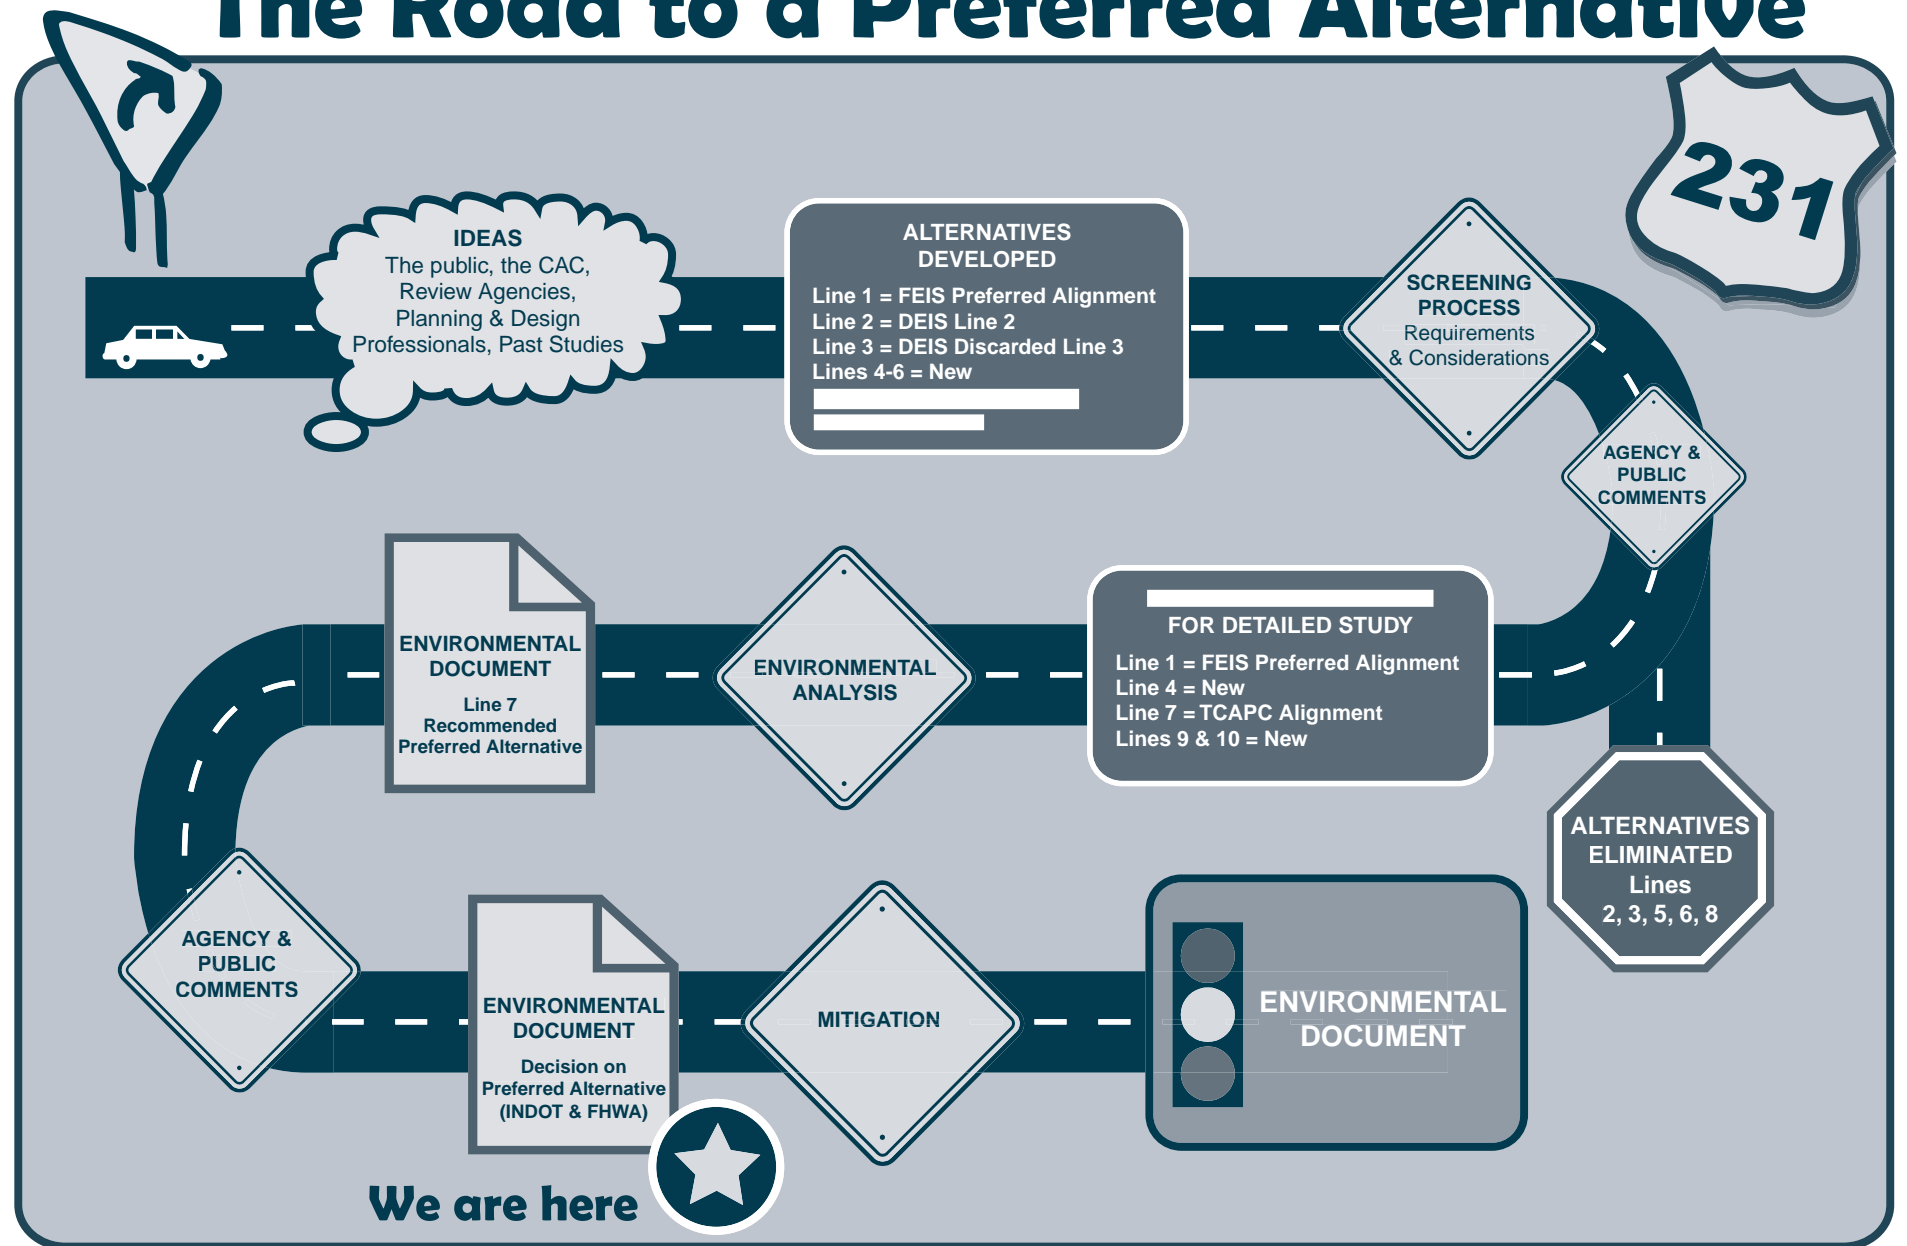 The Road to a Preferred Alternative
231
IDEAS
The public, the CAC,
Review Agencies,
Planning & Design
Professionals, Past Studies
ALTERNATIVES
DEVELOPED
Line 1 = FEIS Preferred Alignment
Line 2 = DEIS Line 2
Line 3 = DEIS Discarded Line 3
Lines 4-6 = New
SCREENING
PROCESS
Requirements
& Considerations
AGENCY &
PUBLIC
COMMENTS
FOR DETAILED STUDY
Line 1 = FEIS Preferred Alignment
Line 4 = New
Line 7 = TCAPC Alignment
Lines 9 & 10 = New
ALTERNATIVES
ELIMINATED
Lines
2, 3, 5, 6, 8
ENVIRONMENTAL
ANALYSIS
ENVIRONMENTAL
DOCUMENT
Line 7
Recommended
Preferred Alternative
AGENCY &
PUBLIC
COMMENTS
ENVIRONMENTAL
DOCUMENT
Decision on
Preferred Alternative
(INDOT & FHWA)
MITIGATION
ENVIRONMENTAL
DOCUMENT
We are here